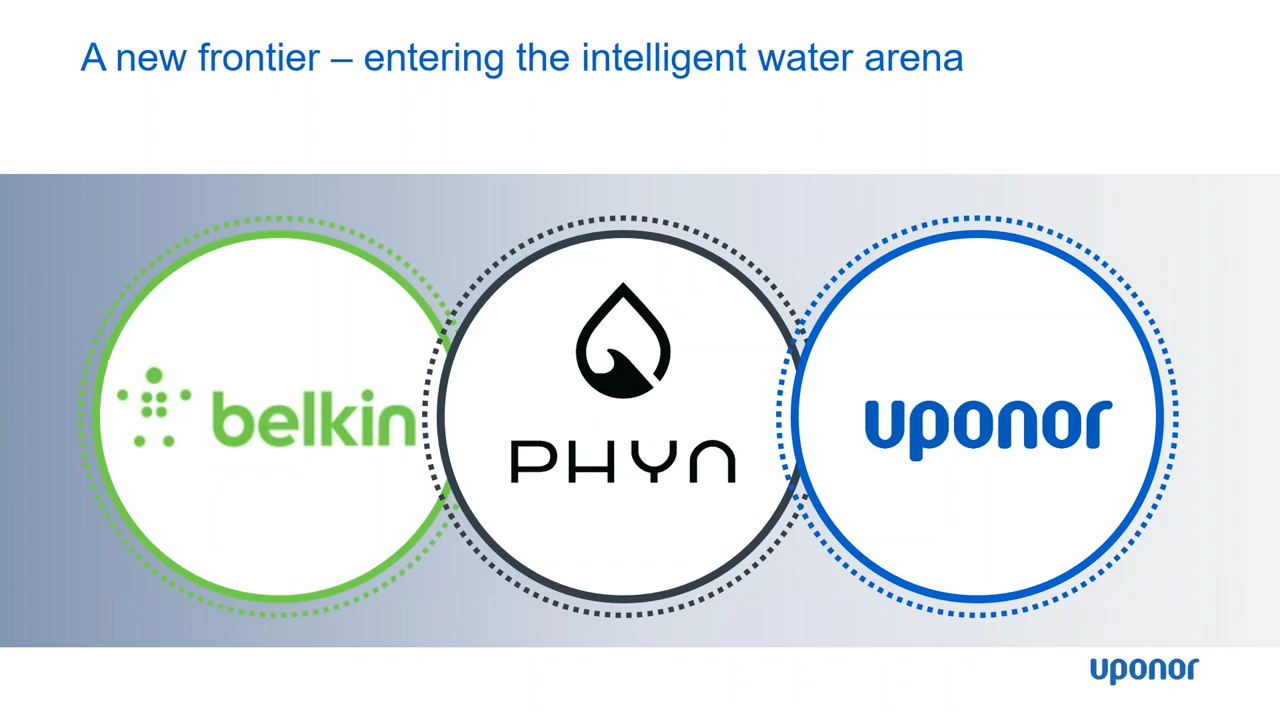 A new frontier – entering the intelligent water arena
belkin
PHYN
uponor
uponor